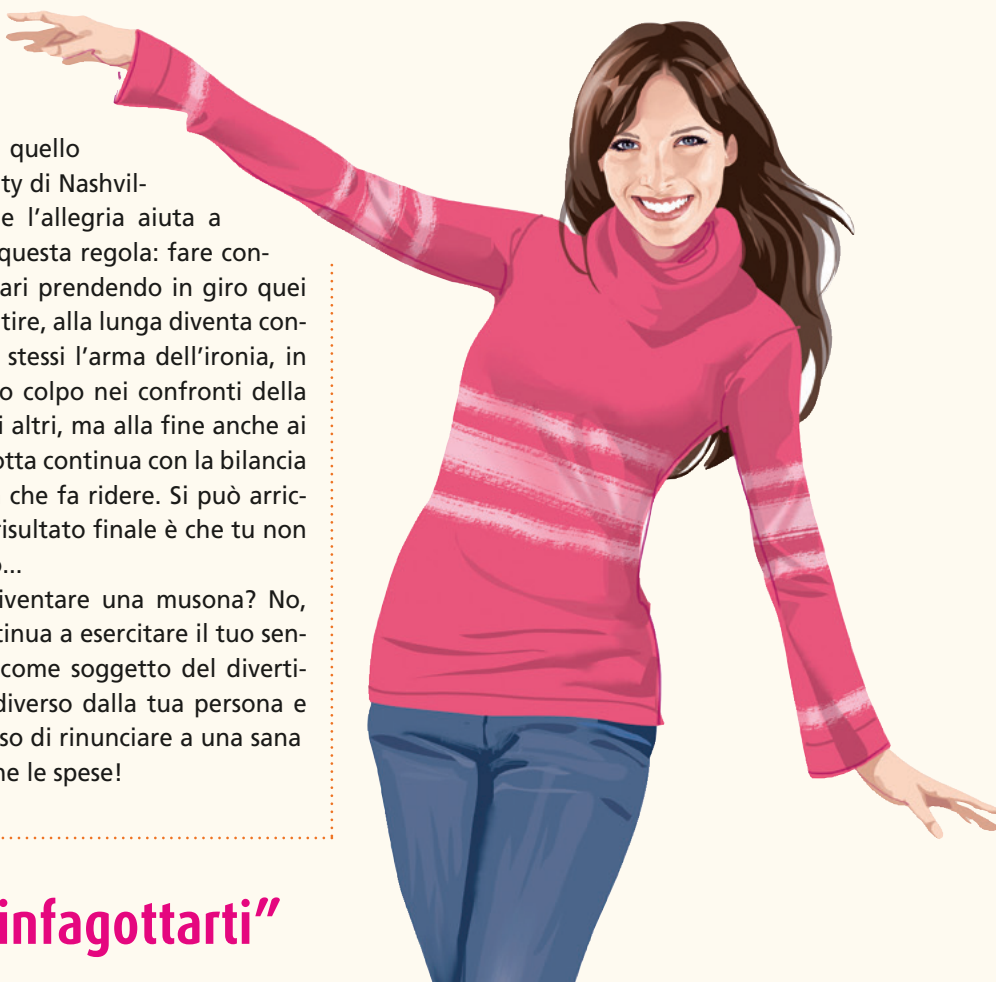 quello
ty di Nashvil-
e l'allegria aiuta a
questa regola: fare con-
ari prendendo in giro quei
tire, alla lunga diventa con-
stessi l'arma dell'ironia, in
o colpo nei confronti della
i altri, ma alla fine anche ai
otta continua con la bilancia
che fa ridere. Si può arric-
risultato finale è che tu non
o...
iventare una musona? No,
tinua a esercitare il tuo sen-
come soggetto del diverti-
diverso dalla tua persona e
so di rinunciare a una sana
ne le spese!
infagottarti”